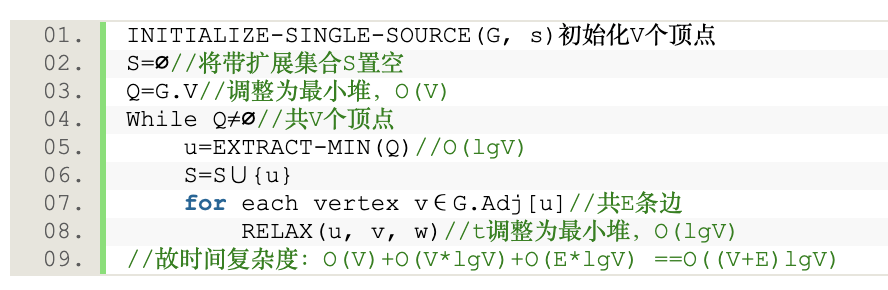 01. INITIALIZE-SINGLE-SOURCE(G, s)初始化V个顶点
02. S=∅//将带扩展集合S置空
03. Q=G.V//调整为最小堆，O(V)
04. While Q≠∅//共V个顶点
05. u=EXTRACT-MIN(Q)//O(lgV)
06. S=S∪{u}
07. for each vertex v∈G.Adj[u]//共E条边
08. RELAX(u, v, w)//t调整为最小堆，O(lgV)
09. //故时间复杂度：O(V)+O(V*lgV)+O(E*lgV) ==O((V+E)lgV)